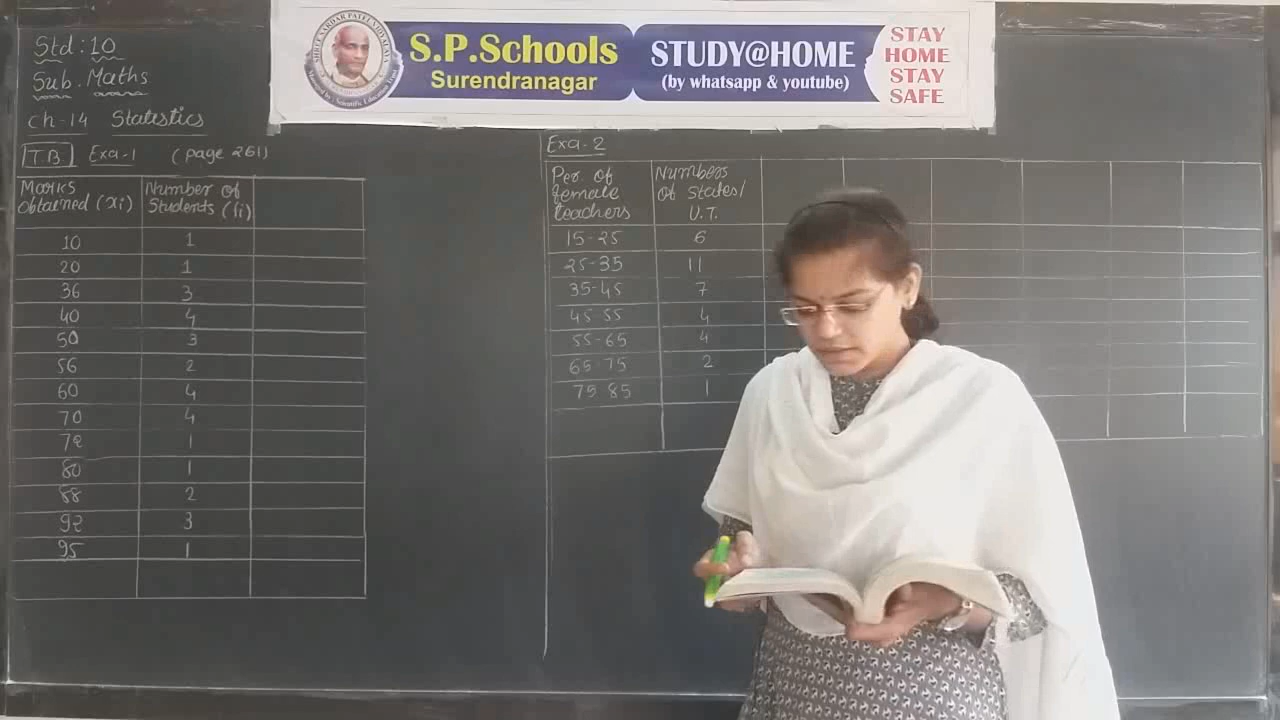 S.P.Schools
Surendranagar
STUDY@HOME
(by whatsapp & youtube)
STAY
HOME
STAY
SAFE
Std: 10
Sub. Maths
Ch-14 Statistics
T.B Exa-1 (page 261)
Marks Number of
Obtained (xi) Students (fi)
10 1
20 1
36 3
40 4
50 3
56 2
60 4
70 4
72 1
80 1
88 2
92 3
95 1
Exa-2
Per. of Numbers
female Of States/
teachers U.T.
15-25 6
25-35 11
35-45 7
45-55 4
55-65 4
65-75 2
75-85 1